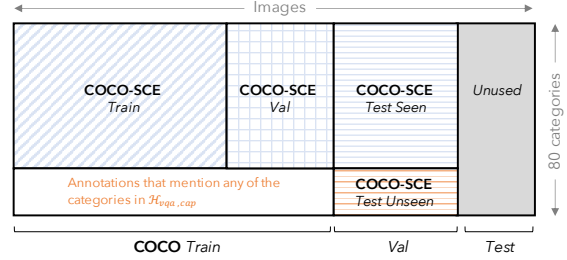 Images
COCO-SCE
Train
COCO-SCE
Val
COCO-SCE
Test Seen
Unused
80 categories
Annotations that mention any of the
categories in ℋvqa,cap
COCO-SCE
Test Unseen
COCO Train
Val
Test